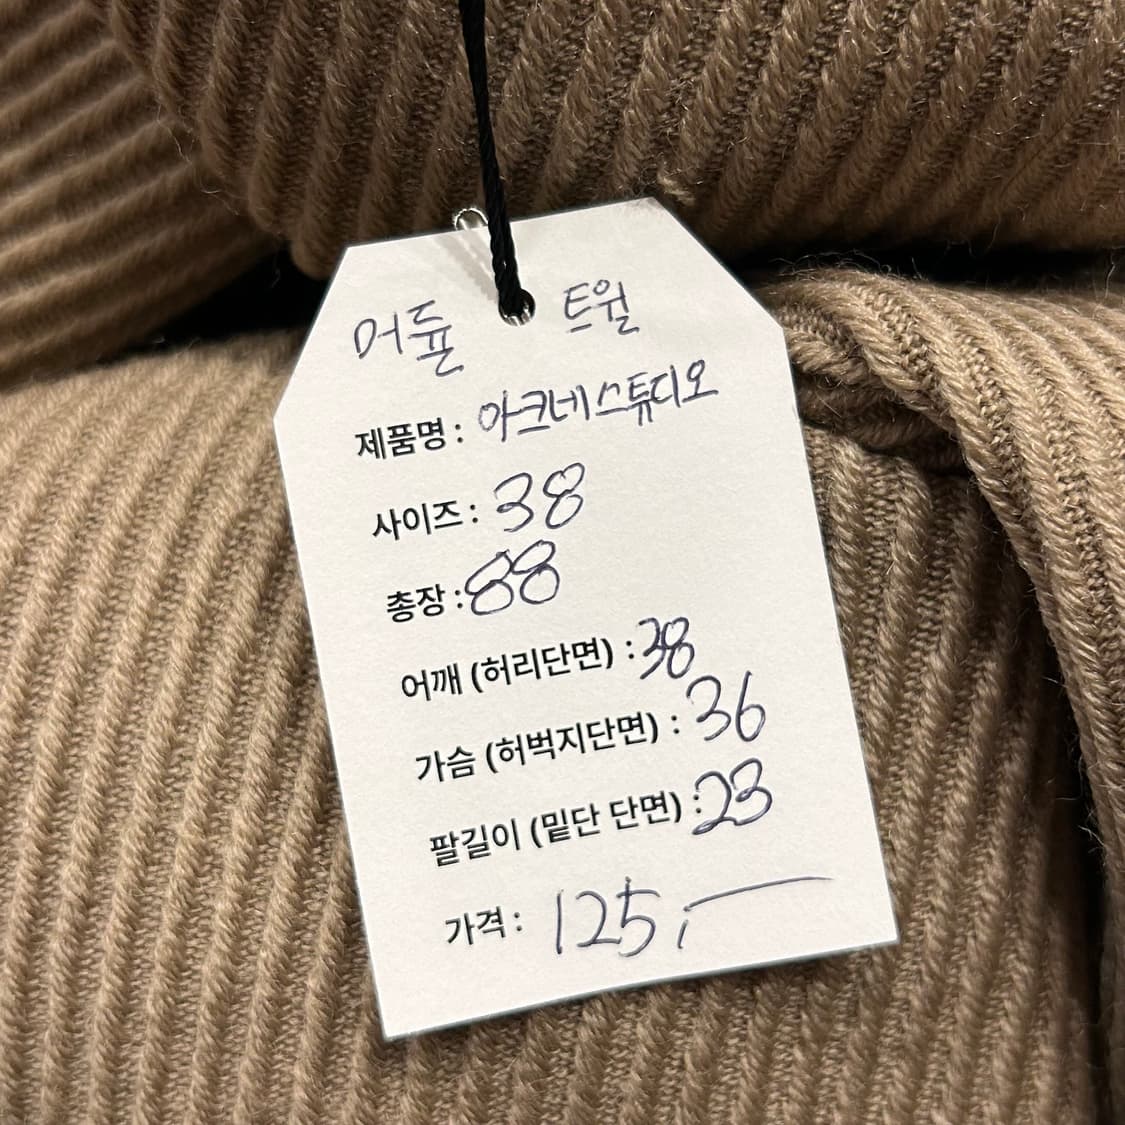 어듈 트윌
제품명 : 아크네스튜디오
사이즈 : 38
총장 : 88
어깨 (허리단면) : 38
가슴 (허벅지단면) : 36
팔길이 (밑단 단면) : 23
가격 : 125,-